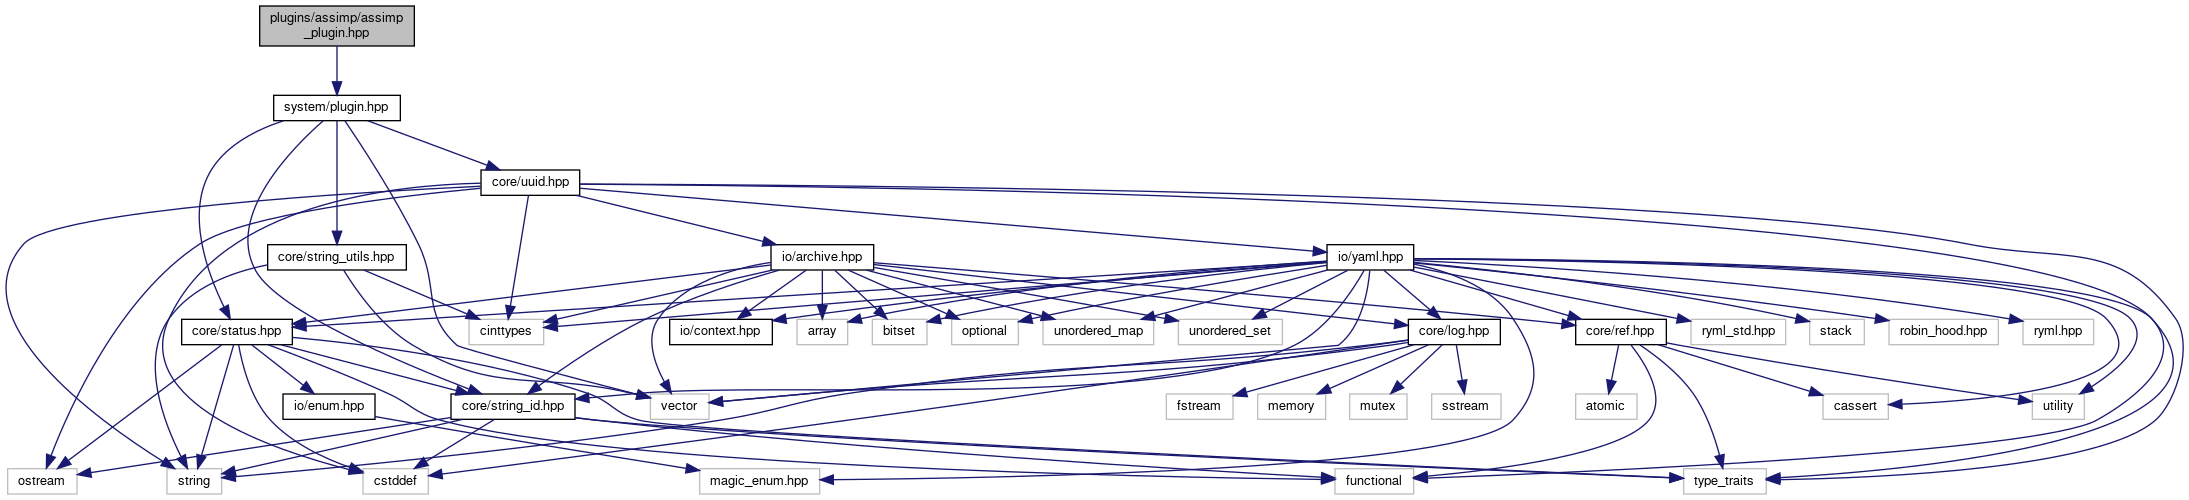 plugins/assimp/assimp
_plugin.hpp
system/plugin.hpp
core/uuid.hpp
core/string_utils.hpp
io/archive.hpp
io/yaml.hpp
core/status.hpp
cinttypes
io/context.hpp
array
bitset
optional
unordered_map
unordered_set
core/log.hpp
core/ref.hpp
ryml_std.hpp
stack
robin_hood.hpp
ryml.hpp
io/enum.hpp
core/string_id.hpp
vector
fstream
memory
mutex
sstream
atomic
cassert
utility
ostream
string
cstddef
magic_enum.hpp
functional
type_traits